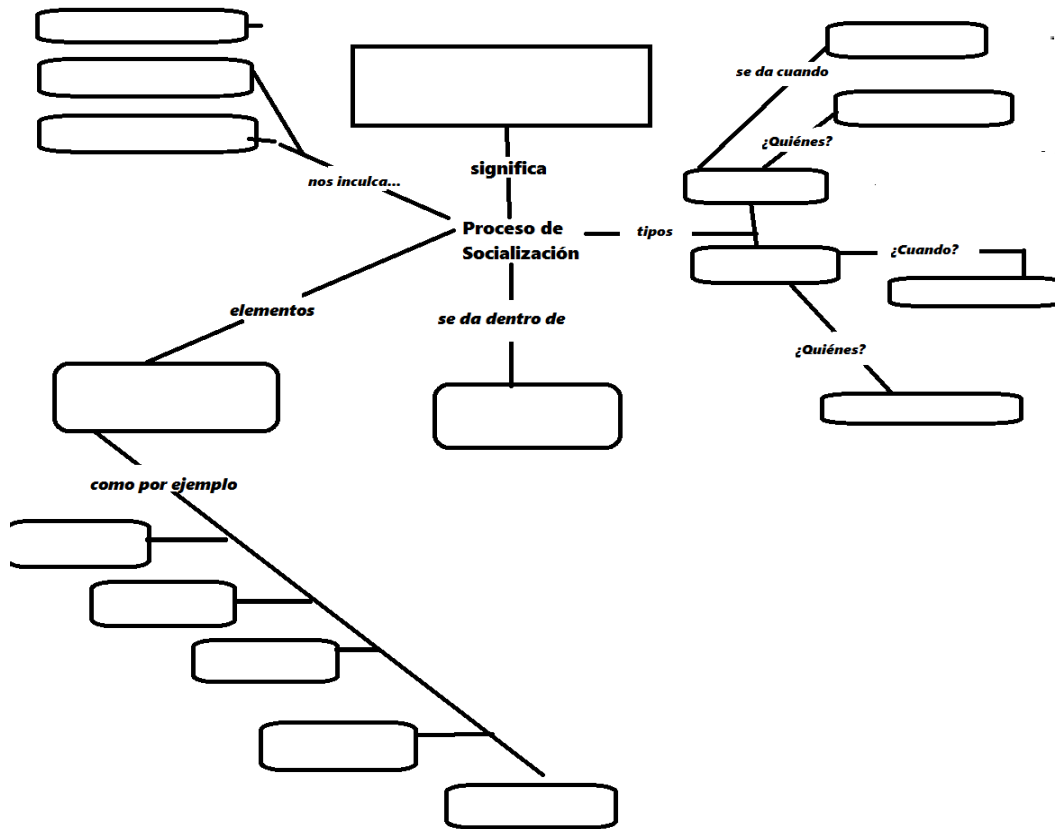 se da cuando
¿Quiénes?
significa
nos inculca...
Proceso de
Socialización
tipos
¿Cuando?
elementos
se da dentro de
¿Quiénes?
como por ejemplo